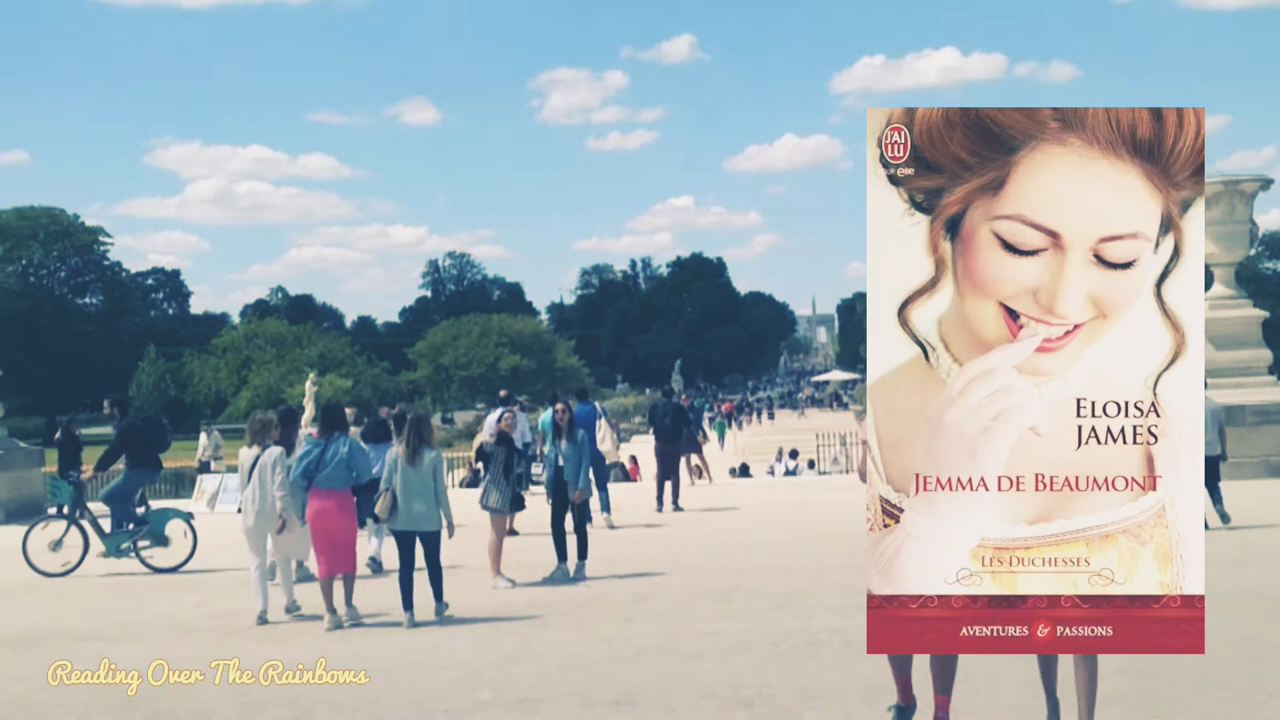 J'AI
LU
POUR elle
ELOISA
JAMES
JEMMA DE BEAUMONT
LES DUCHESSES
AVENTURES & PASSIONS
Reading Over The Rainbows